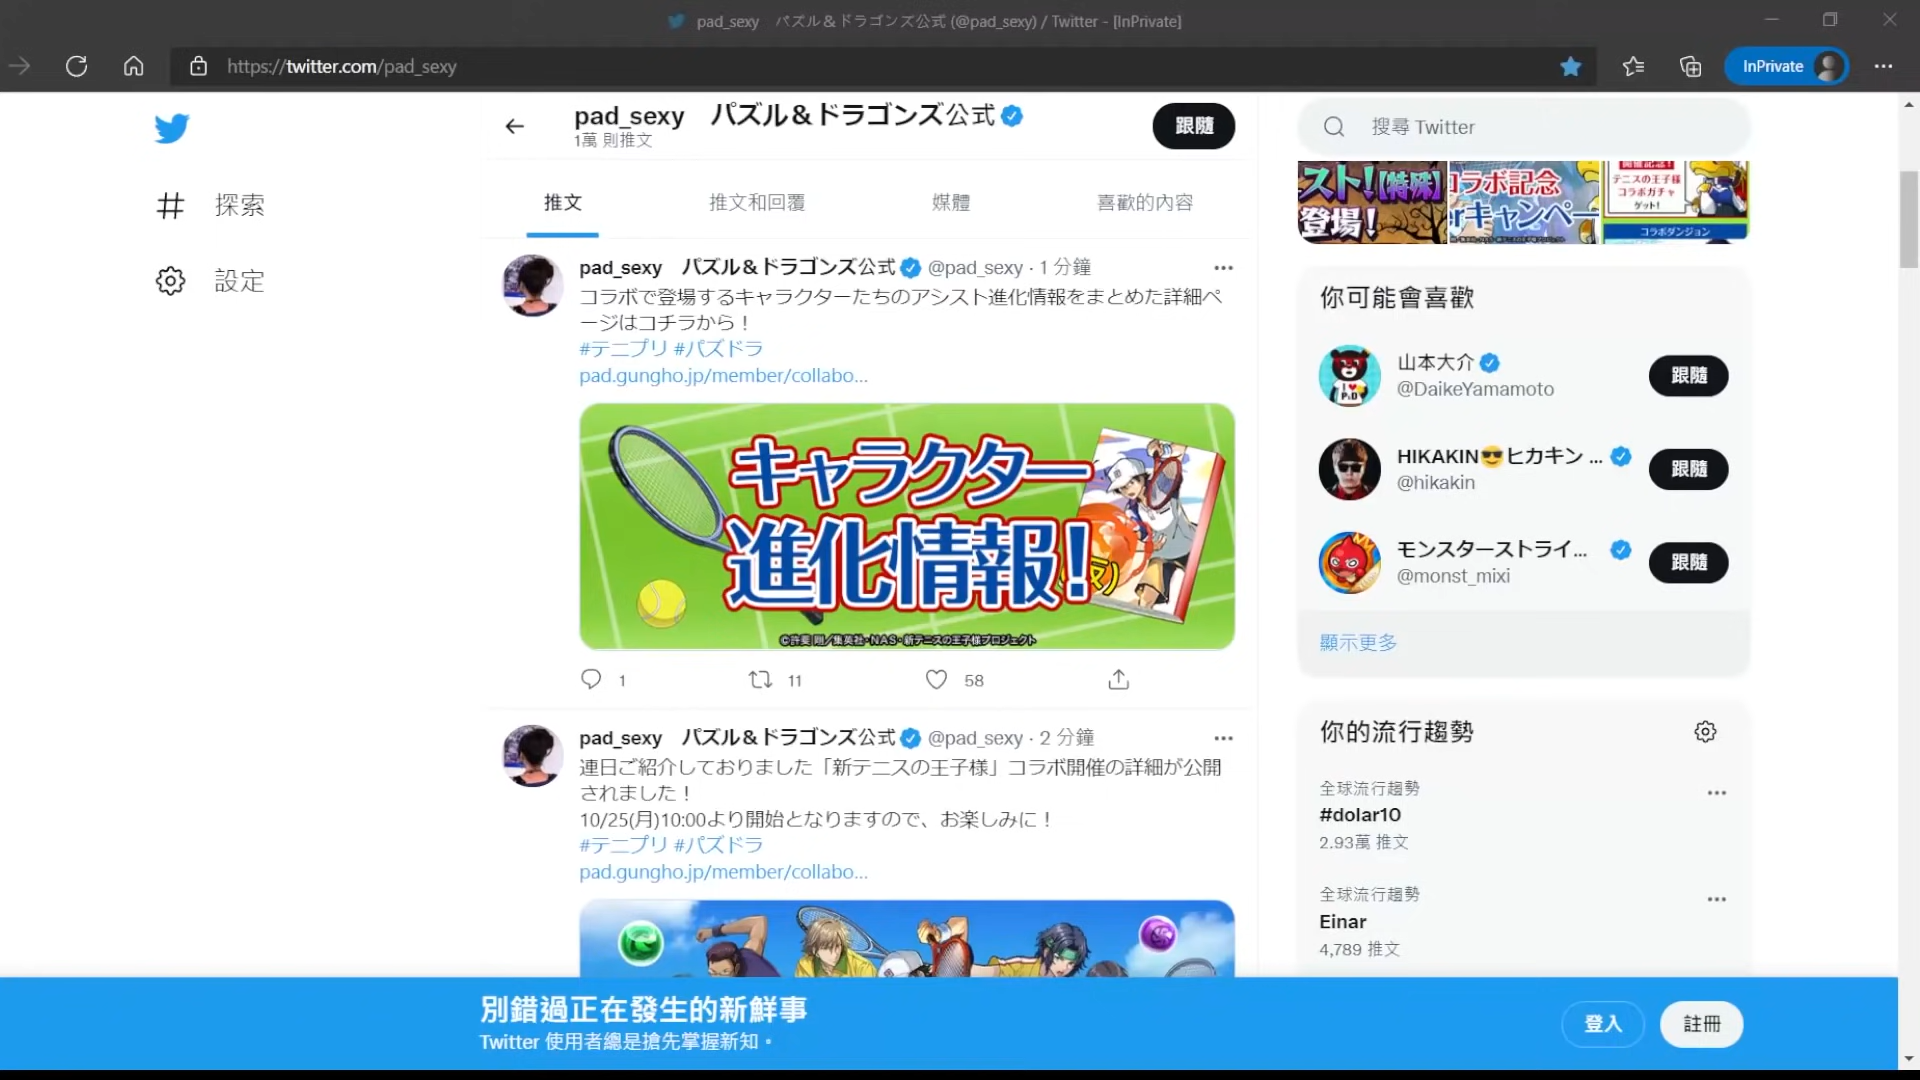 pad_sexy パズル＆ドラゴンズ公式 (@pad_sexy) / Twitter - [InPrivate]
https://twitter.com/pad_sexy
InPrivate
pad_sexy パズル＆ドラゴンズ公式
1萬 則推文
跟隨
搜尋 Twitter
探索
設定
推文
推文和回覆
媒體
喜歡的內容
pad_sexy パズル＆ドラゴンズ公式 @pad_sexy · 1 分鐘
コラボで登場するキャラクターたちのアシスト進化情報をまとめた詳細ペ
ージはコチラから！
#テニプリ #パズドラ
pad.gungho.jp/member/collabo...
キャラクター
進化情報!
©許斐 剛／集英社・NAS・新テニスの王子様プロジェクト
1
11
58
pad_sexy パズル＆ドラゴンズ公式 @pad_sexy · 2 分鐘
連日ご紹介しておりました「新テニスの王子様」コラボ開催の詳細が公開
されました！
10/25(月)10:00より開始となりますので、お楽しみに！
#テニプリ #パズドラ
pad.gungho.jp/member/collabo...
スト!【特殊】
登場!
コラボ記念
rキャンペー
開催記念!
テニスの王子様
コラボガチャ
ゲット!
コラボダンジョン
你可能會喜歡
山本大介
@DaikeYamamoto
跟隨
HIKAKIN😎ヒカキン ...
@hikakin
跟隨
モンスターストライ...
@monst_mixi
跟隨
顯示更多
你的流行趨勢
全球流行趨勢
#dolar10
2.93萬 推文
全球流行趨勢
Einar
4,789 推文
別錯過正在發生的新鮮事
Twitter 使用者總是搶先掌握新知。
登入
註冊